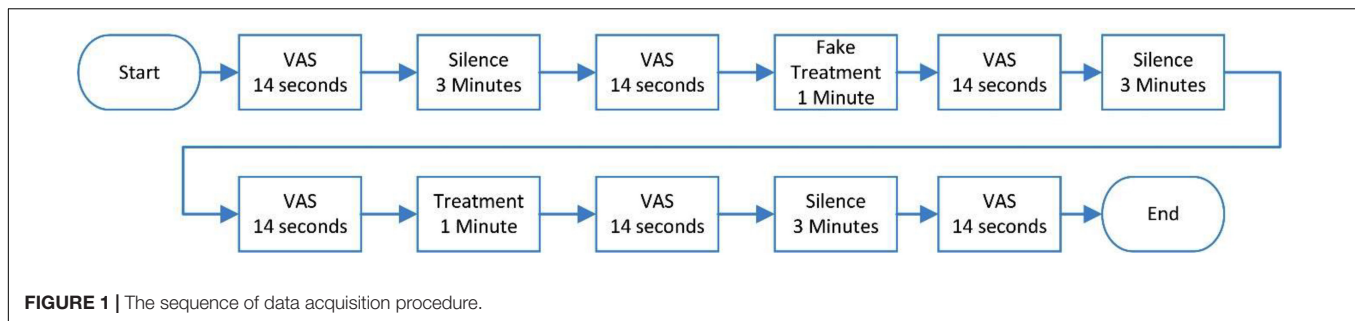 Start
VAS
14 seconds
Silence
3 Minutes
VAS
14 seconds
Fake
Treatment
1 Minute
VAS
14 seconds
Silence
3 Minutes
VAS
14 seconds
Treatment
1 Minute
VAS
14 seconds
Silence
3 Minutes
VAS
14 seconds
End
FIGURE 1 | The sequence of data acquisition procedure.